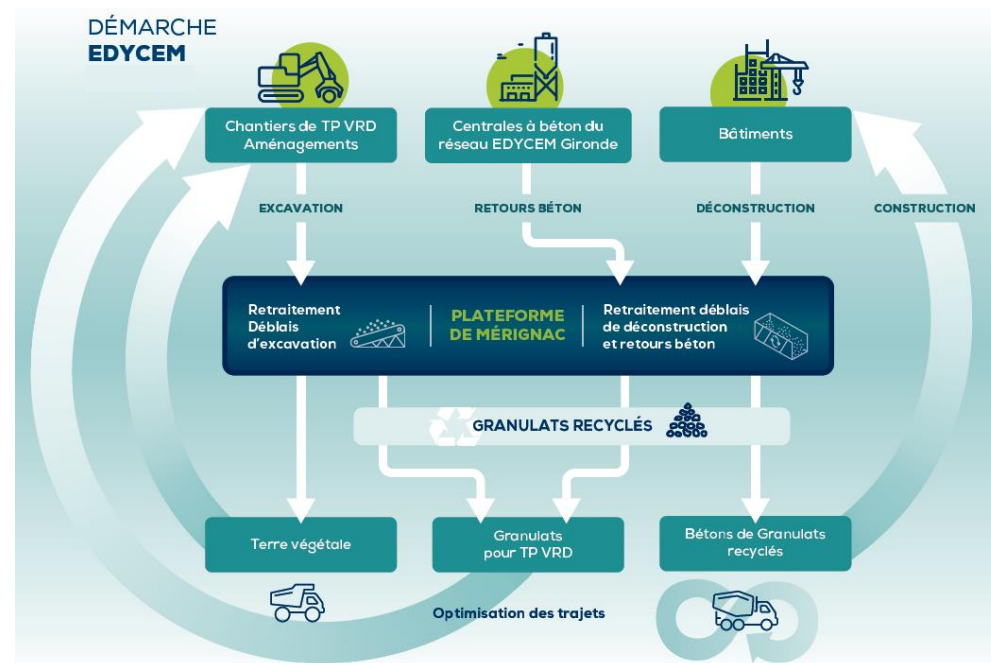 DÉMARCHE
EDYCEM
Chantiers de TP VRD
Aménagements
Centrales à béton du
réseau EDYCEM Gironde
Bâtiments
EXCAVATION
RETOURS BÉTON
DÉCONSTRUCTION
CONSTRUCTION
Retraitement
Déblais
d'excavation
PLATEFORME
DE MÉRIGNAC
Retraitement déblais
de déconstruction
et retours béton
GRANULATS RECYCLÉS
Terre végétale
Granulats
pour TP VRD
Bétons de Granulats
recyclés
Optimisation des trajets